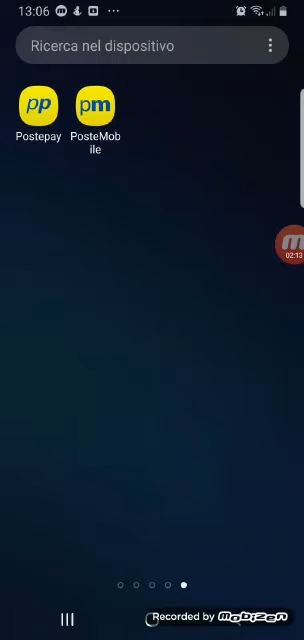 13:06
Ricerca nel dispositivo
pp
pm
Postepay
PosteMob
ile
02:13
Recorded by MOBIZEN